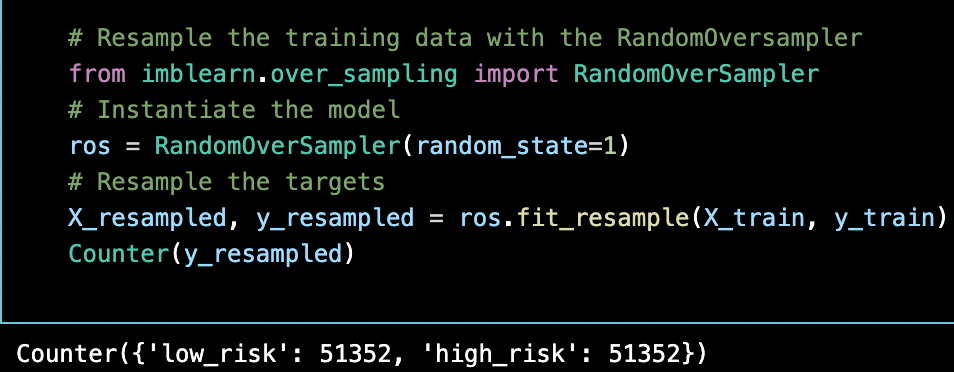 # Resample the training data with the RandomOversampler
from imblearn.over_sampling import RandomOverSampler
# Instantiate the model
ros = RandomOverSampler(random_state=1)
# Resample the targets
X_resampled, y_resampled = ros.fit_resample(X_train, y_train)
Counter(y_resampled)
Counter({'low_risk': 51352, 'high_risk': 51352})